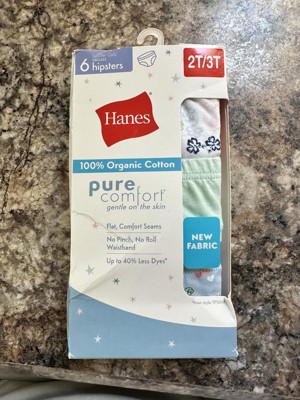 6 hipsters
2T/3T
Hanes
100% Organic Cotton
pure
comfort
gentle on the skin
Flat, Comfort Seams
No Pinch, No Roll
Waistband
Up to 40% Less Dyes*
NEW
FABRIC